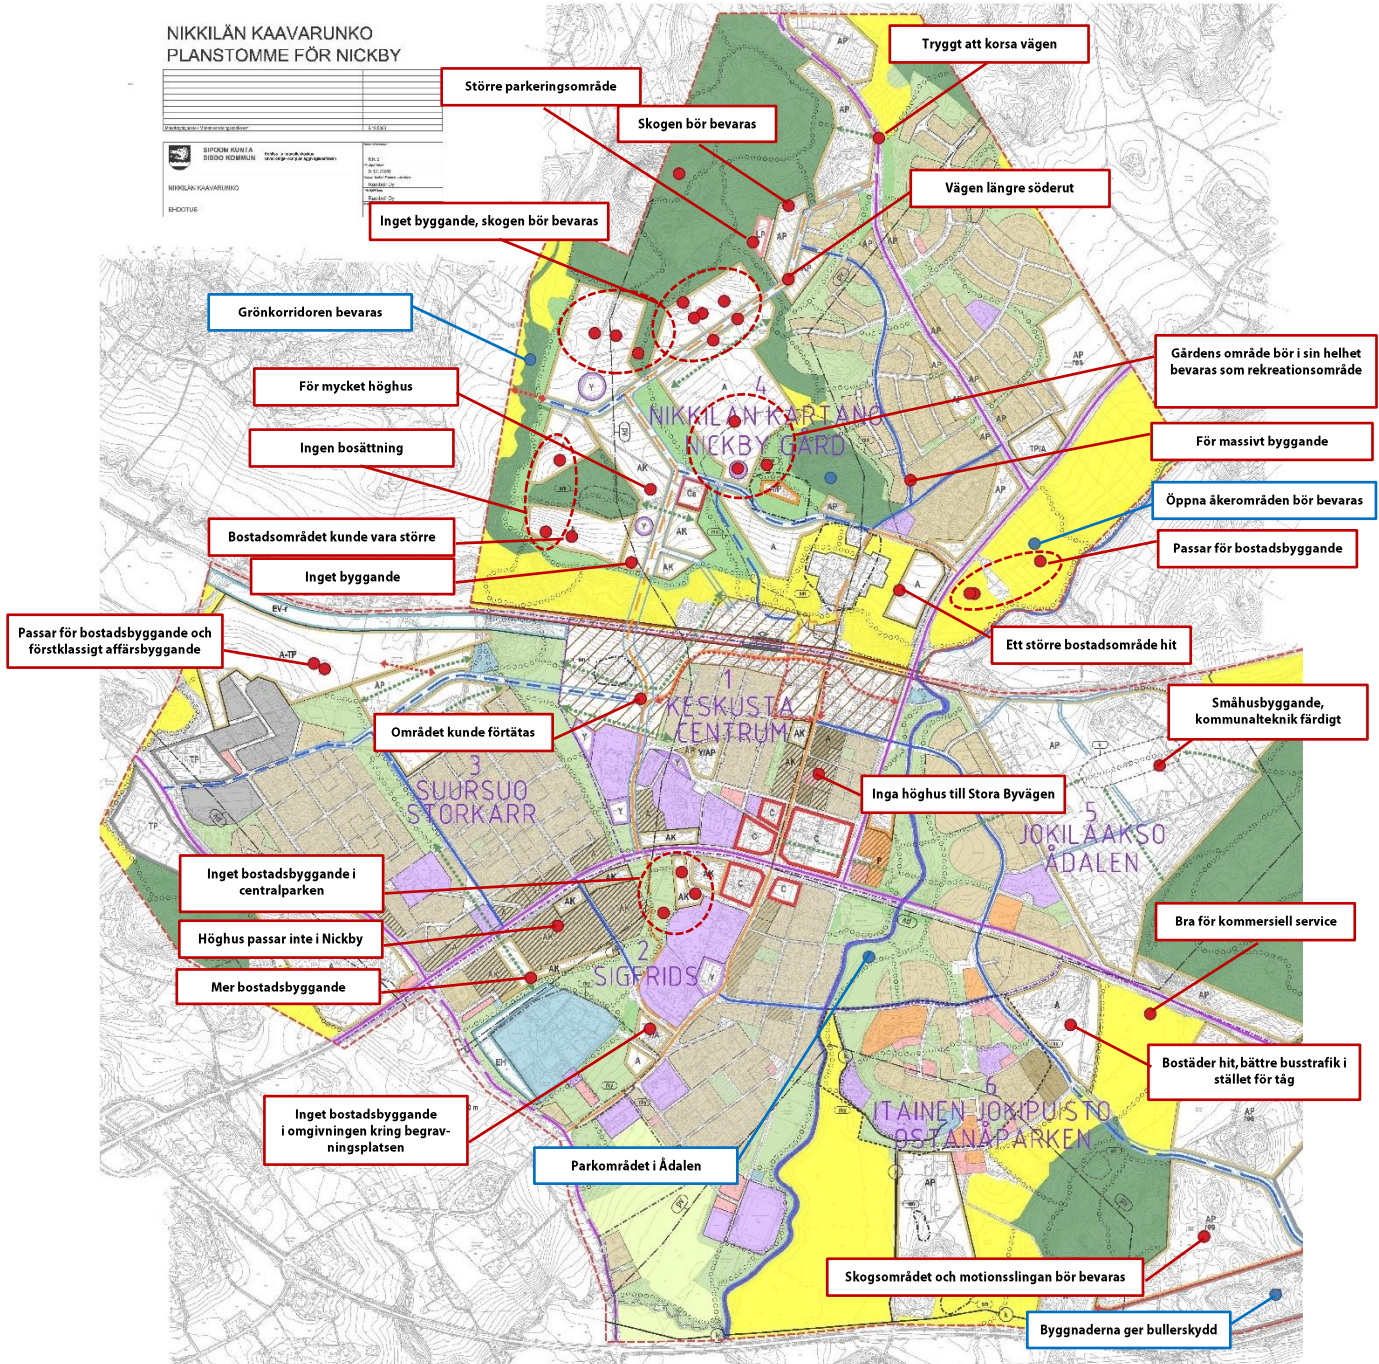 NIKKILÄN KAAVARUNKO
PLANSTOMME FÖR NICKBY
SIPOON KUNTA
SIBBO KOMMUN
NIKKILÄN KAAVARUNKO
EHDOTUS
Tryggt att korsa vägen
Större parkeringsområde
Skogen bör bevaras
Vägen längre söderut
Inget byggande, skogen bör bevaras
Grönkorridoren bevaras
Gårdens område bör i sin helhet
bevaras som rekreationsområde
För mycket höghus
4
NIKKILÄN KARTANO
NICKBY GÅRD
Ingen bosättning
För massivt byggande
Öppna åkerområden bör bevaras
Bostadsområdet kunde vara större
Passar för bostadsbyggande
Inget byggande
Passar för bostadsbyggande och
förstklassigt affärsbyggande
Ett större bostadsområde hit
EV-r
A-TP
Småhusbyggande,
kommunalteknik färdigt
1
KESKUSTA
CENTRUM
Området kunde förtätas
3
SUURSUO
STORKÄRR
Inga höghus till Stora Byvägen
5
JOKILAAKSO
ÅDALEN
Inget bostadsbyggande i
centralparken
Bra för kommersiell service
Höghus passar inte i Nickby
2
SIGFRIDS
Mer bostadsbyggande
Bostäder hit, bättre busstrafik i
stället för tåg
Inget bostadsbyggande
i omgivningen kring begrav-
ningsplatsen
6
ITÄINEN JOKIPUISTO
ÖSTANÅPARKEN
Parkområdet i Ådalen
Skogsområdet och motionsslingan bör bevaras
Byggnaderna ger bullerskydd